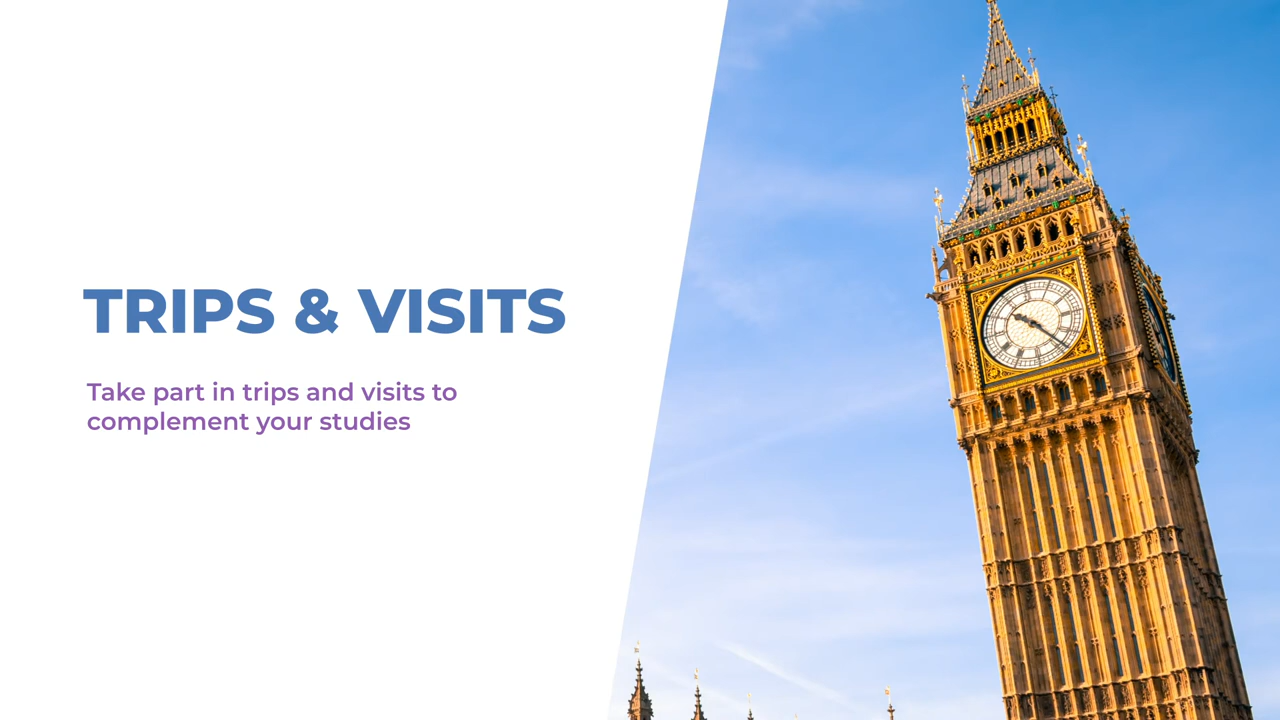 TRIPS & VISITS
Take part in trips and visits to
complement your studies